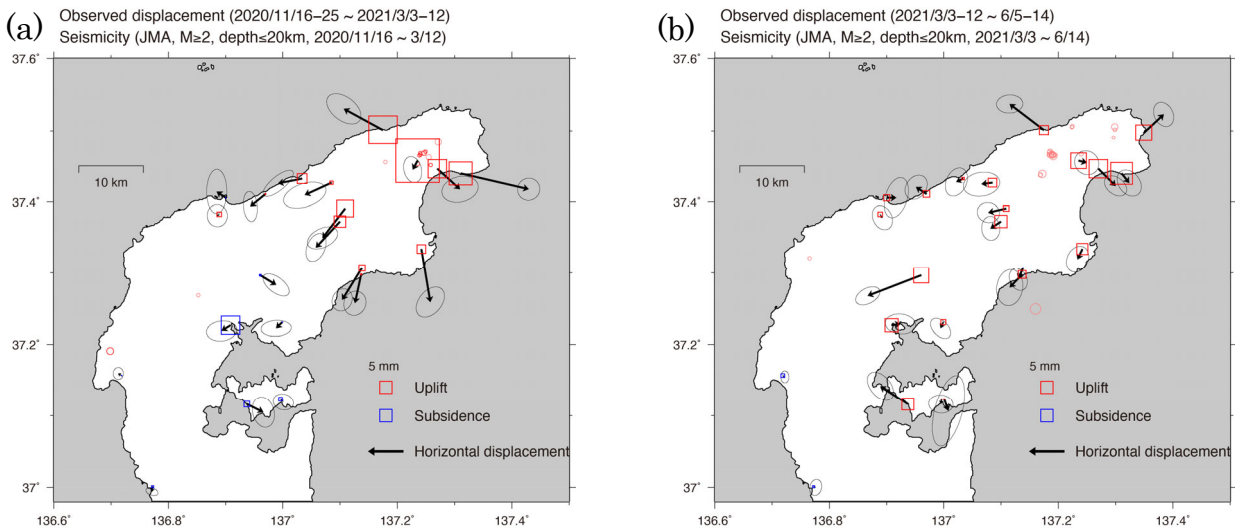 (a)
Observed displacement (2020/11/16−25 ~ 2021/3/3−12)
Seismicity (JMA, M≥2, depth≤20km, 2020/11/16 ~ 3/12)
37.6˚
37.4˚
37.2˚
37˚
10 km
5 mm
Uplift
Subsidence
Horizontal displacement
136.6˚
136.8˚
137˚
137.2˚
137.4˚
(b)
Observed displacement (2021/3/3−12 ~ 6/5−14)
Seismicity (JMA, M≥2, depth≤20km, 2021/3/3 ~ 6/14)
37.6˚
37.4˚
37.2˚
37˚
10 km
5 mm
Uplift
Subsidence
Horizontal displacement
136.6˚
136.8˚
137˚
137.2˚
137.4˚